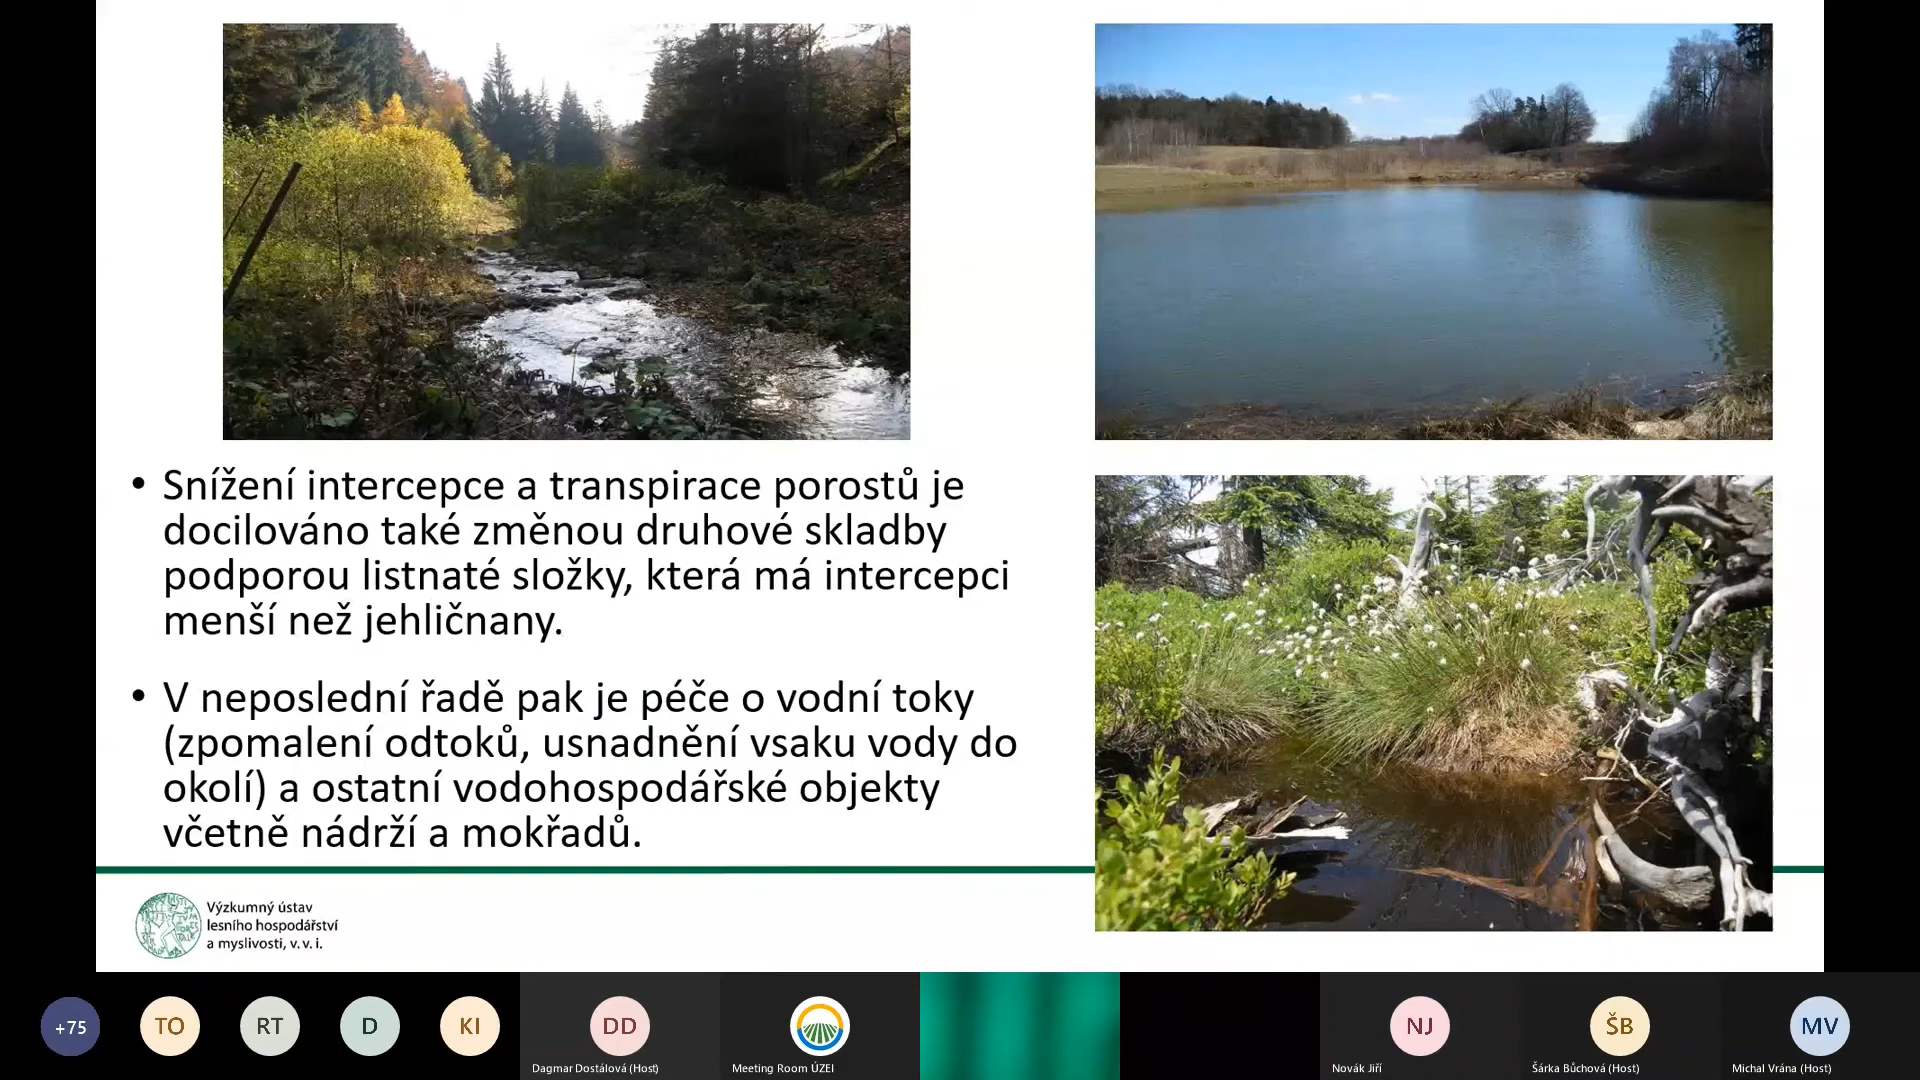 • Snížení intercepce a transpirace porostů je
docilováno také změnou druhové skladby
podporou listnaté složky, která má intercepci
menší než jehličnany.
• V neposlední řadě pak je péče o vodní toky
(zpomalení odtoků, usnadnění vsaku vody do
okolí) a ostatní vodohospodářské objekty
včetně nádrží a mokřadů.
Výzkumný ústav
lesního hospodářství
a myslivosti, v. v. i.
+75
TO
RT
D
KI
DD
Dagmar Dostálová (Host)
Meeting Room ÚZEI
NJ
Novák Jiří
ŠB
Šárka Bůchová (Host)
MV
Michal Vrána (Host)